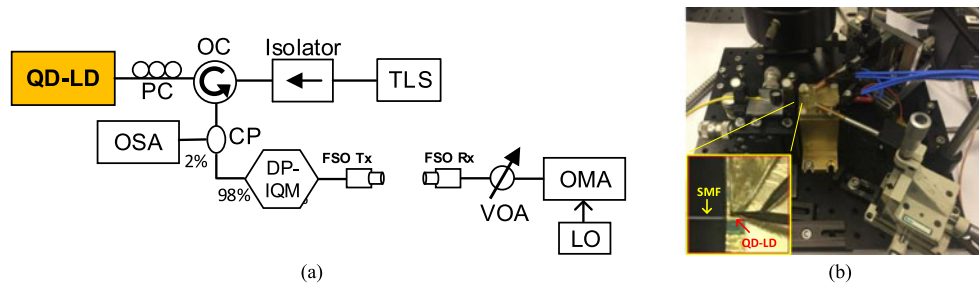 QD-LD
PC
OC
Isolator
TLS
OSA
CP
2%
98%
DP-
IQM
FSO Tx
FSO Rx
VOA
OMA
LO
(a)
SMF
QD-LD
(b)